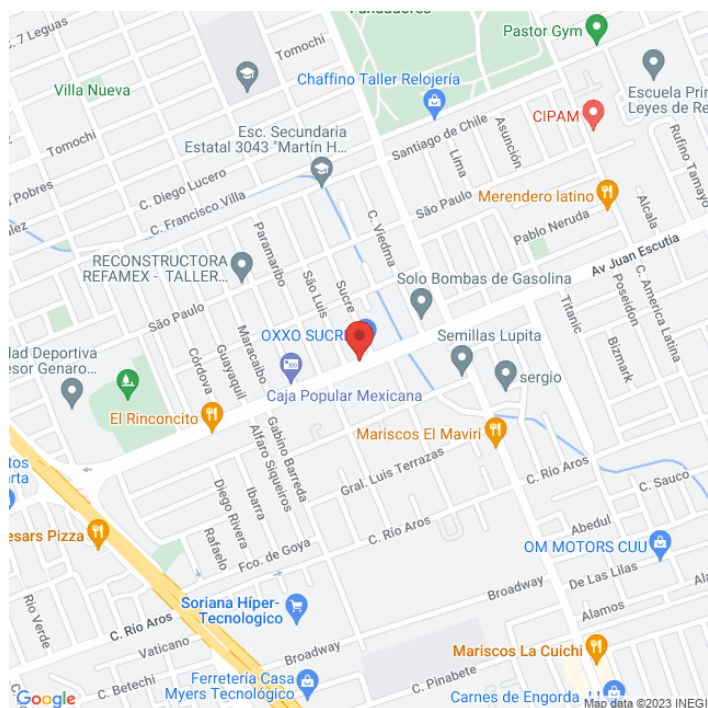 Fundadores
C. 7 Leguas
Tomochi
Pastor Gym
Villa Nueva
Chaffino Taller Relojería
Escuela Prim
Leyes de Re
CIPAM
Esc. Secundaria
Estatal 3043 "Martín H...
Santiago de Chile
Asunción
Rufino Tamayo
Tomochi
Lima
s Pobres
C. Diego Lucero
Merendero latino
C. Francisco Villa
São Paulo
Alcala
C. Viedma
Pablo Neruda
Paramaribo
Av Juan Escutia
RECONSTRUCTORA
REFAMEX - TALLER...
São Luis
Sucre
Solo Bombas de Gasolina
Poseidon
C. America Latina
Titanic
São Paulo
OXXO SUCRE
Semillas Lupita
Bizmark
Maracaibo
dad Deportiva
esor Genaro...
Guayaquil
Córdova
sergio
Caja Popular Mexicana
El Rinconcito
Mariscos El Maviri
Gabino Barreda
Alfaro Siqueiros
Gral. Luis Terrazas
C. Río Aros
C. Sauco
Ibarra
Diego Rivera
Rafaelo
esars Pizza
C. Río Aros
Abedul
Fco. de Goya
OM MOTORS CUU
Broadway
De Las Lilas
Río Verde
Soriana Híper-
Tecnologico
Alamos
C. Río Aros
Vaticano
Mariscos La Cuichi
Broadway
C. Betechi
Ferretería Casa
Myers Tecnológico
C. Pinabete
Carnes de Engorda
Google
Map data ©2023 INEGI